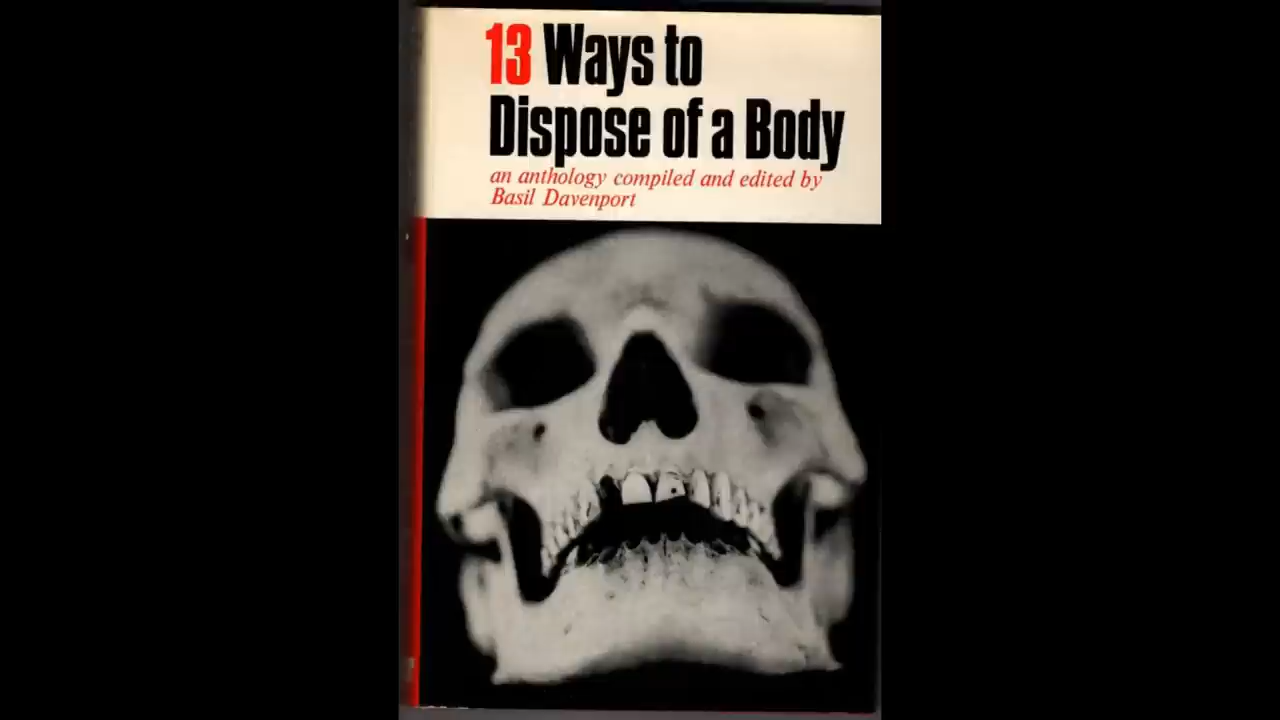 13 Ways to
Dispose of a Body
an anthology compiled and edited by
Basil Davenport